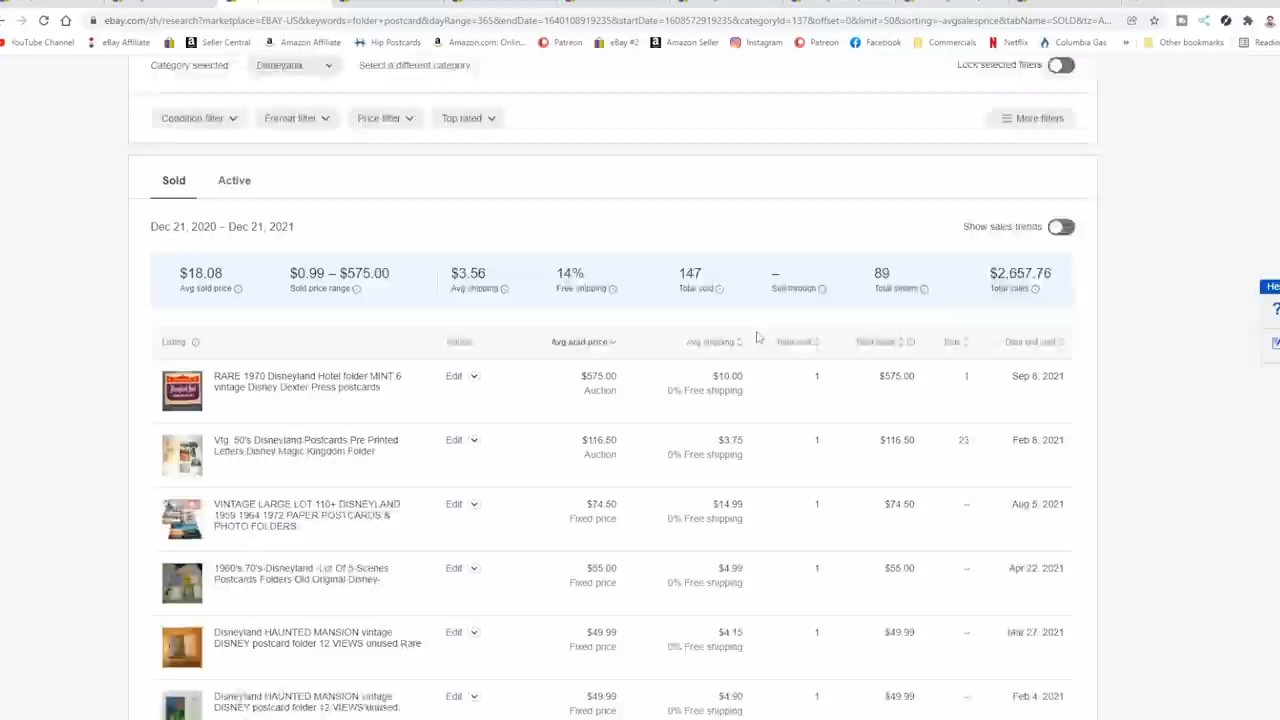 ebay.com/sh/research?marketplace=EBAY-US&keywords=folder+postcard&dayRange=365&endDate=1640108919235&startDate=1608572919235&categoryId=137&offset=0&limit=50&sorting=-avgsalesprice&tabName=SOLD&tz=A...
YouTube Channel eBay Affiliate Seller Central Amazon Affiliate Hip Postcards Amazon.com: Onlin... Patreon eBay #2 Amazon Seller Instagram Patreon Facebook Commercials Netflix Columbia Gas » Other bookmarks Readin
Category selected Disneyana Select a different category Lock selected filters
Condition filter Format filter Price filter Top rated More filters
Sold Active
Dec 21, 2020 – Dec 21, 2021 Show sales trends
$18.08 $0.99 – $575.00 $3.56 14% 147 – 89 $2,657.76
Avg sold price Sold price range Avg shipping Free shipping Total sold Sell-through Total sellers Total sales
Listing Actions Avg sold price Avg shipping Total sold Total sales Bids Date last sold
RARE 1970 Disneyland Hotel folder MINT 6 Edit $575.00 $10.00 1 $575.00 1 Sep 8, 2021
vintage Disney Dexter Press postcards Auction 0% Free shipping
Vtg. 50's Disneyland Postcards Pre Printed Edit $116.50 $3.75 1 $116.50 23 Feb 8, 2021
Letters Disney Magic Kingdom Folder Auction 0% Free shipping
VINTAGE LARGE LOT 110+ DISNEYLAND Edit $74.50 $14.99 1 $74.50 – Aug 5, 2021
1959 1964 1972 PAPER POSTCARDS & Fixed price 0% Free shipping
PHOTO FOLDERS
1960's,70's-Disneyland -Lot Of 5-Scenes Edit $55.00 $4.99 1 $55.00 – Apr 22, 2021
Postcards Folders Old Original Disney- Fixed price 0% Free shipping
Disneyland HAUNTED MANSION vintage Edit $49.99 $4.15 1 $49.99 – Mar 27, 2021
DISNEY postcard folder 12 VIEWS unused Rare Fixed price 0% Free shipping
Disneyland HAUNTED MANSION vintage Edit $49.99 $4.90 1 $49.99 – Feb 4, 2021
DISNEY postcard folder 12 VIEWS unused. Fixed price 0% Free shipping